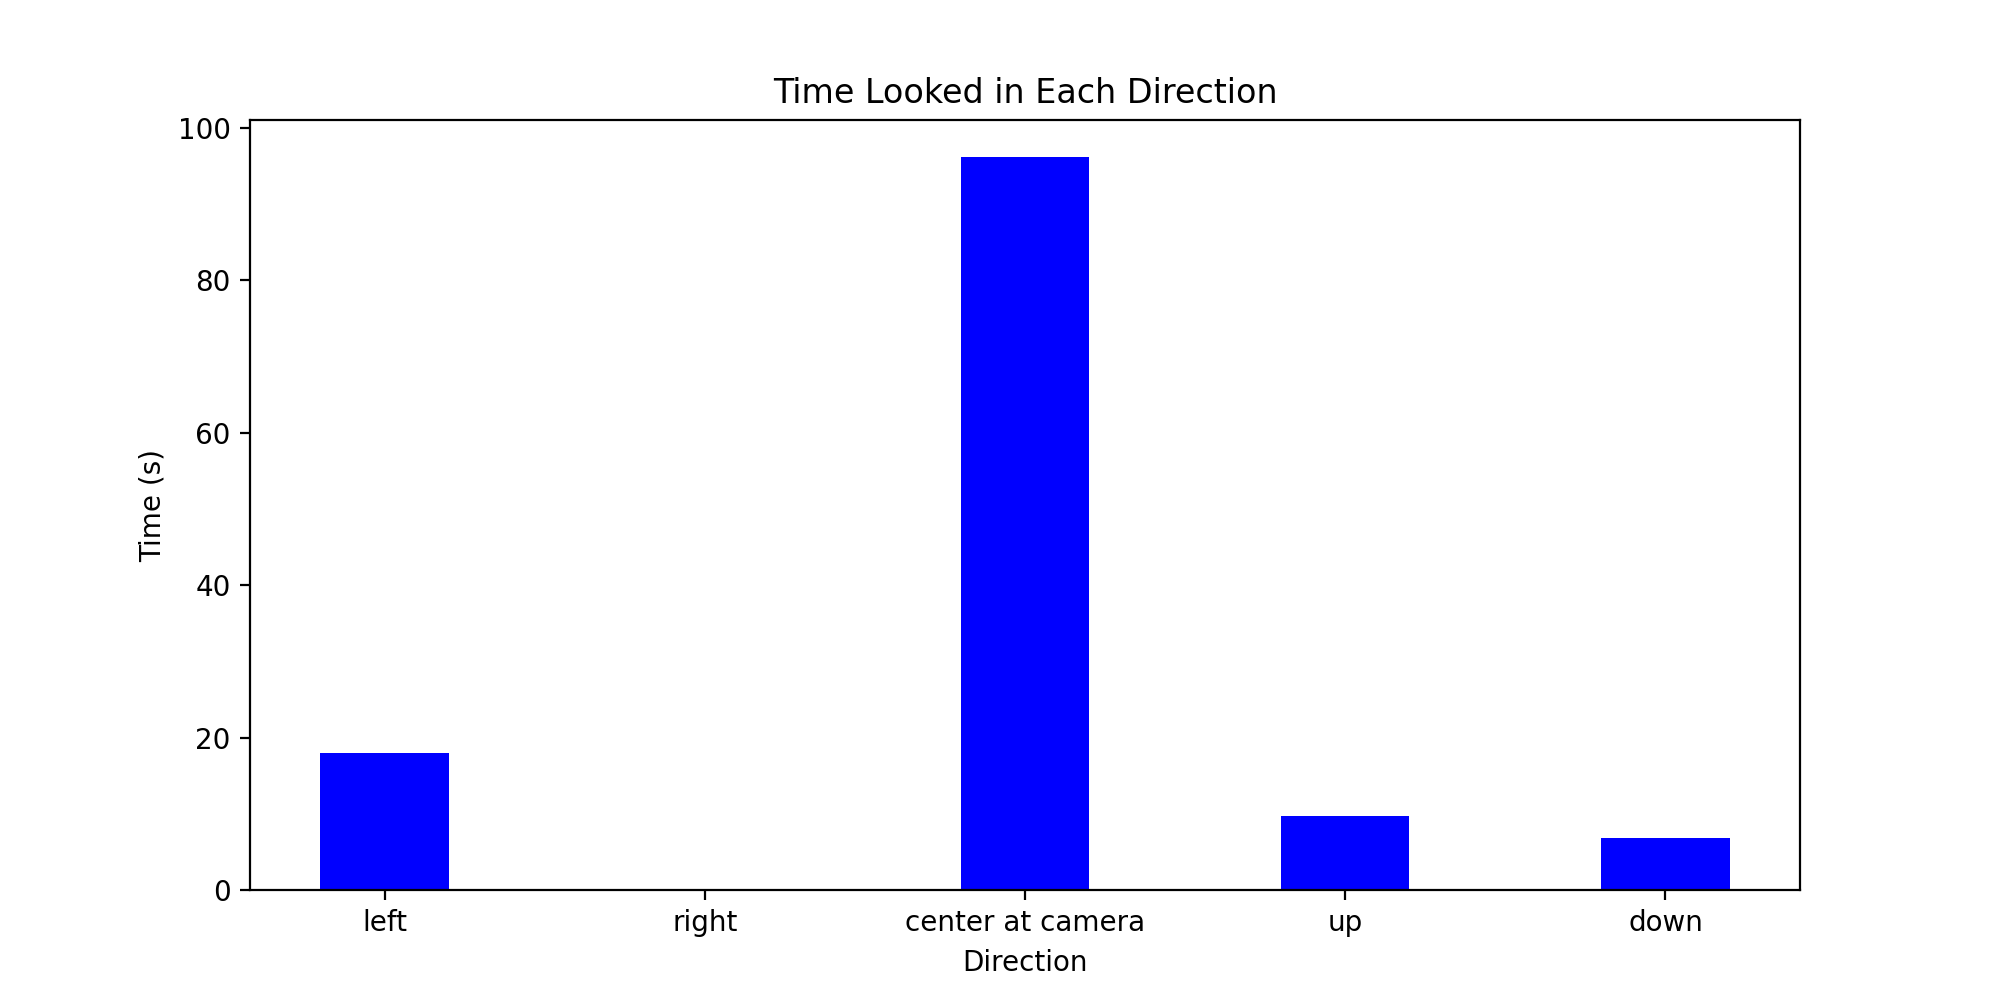 Time Looked in Each Direction
100
80
60
40
20
0
Time (s)
left right center at camera up down
Direction